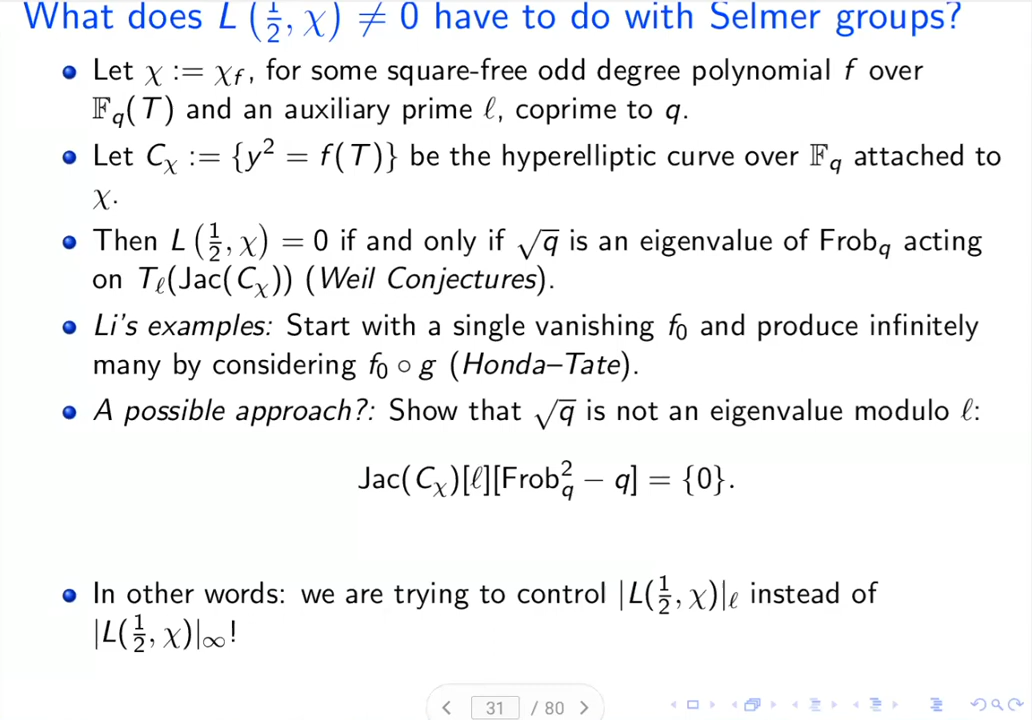 What does L(1/2, χ) ≠ 0 have to do with Selmer groups?
Let χ := χ_f, for some square-free odd degree polynomial f over
𝔽_q(T) and an auxiliary prime ℓ, coprime to q.
Let C_χ := {y² = f(T)} be the hyperelliptic curve over 𝔽_q attached to
χ.
Then L(1/2, χ) = 0 if and only if √q is an eigenvalue of Frob_q acting
on T_ℓ(Jac(C_χ)) (Weil Conjectures).
Li's examples: Start with a single vanishing f₀ and produce infinitely
many by considering f₀ ∘ g (Honda–Tate).
A possible approach?: Show that √q is not an eigenvalue modulo ℓ:
Jac(C_χ)[ℓ][Frob_q² − q] = {0}.
In other words: we are trying to control |L(1/2, χ)|_ℓ instead of
|L(1/2, χ)|_∞!
31 / 80